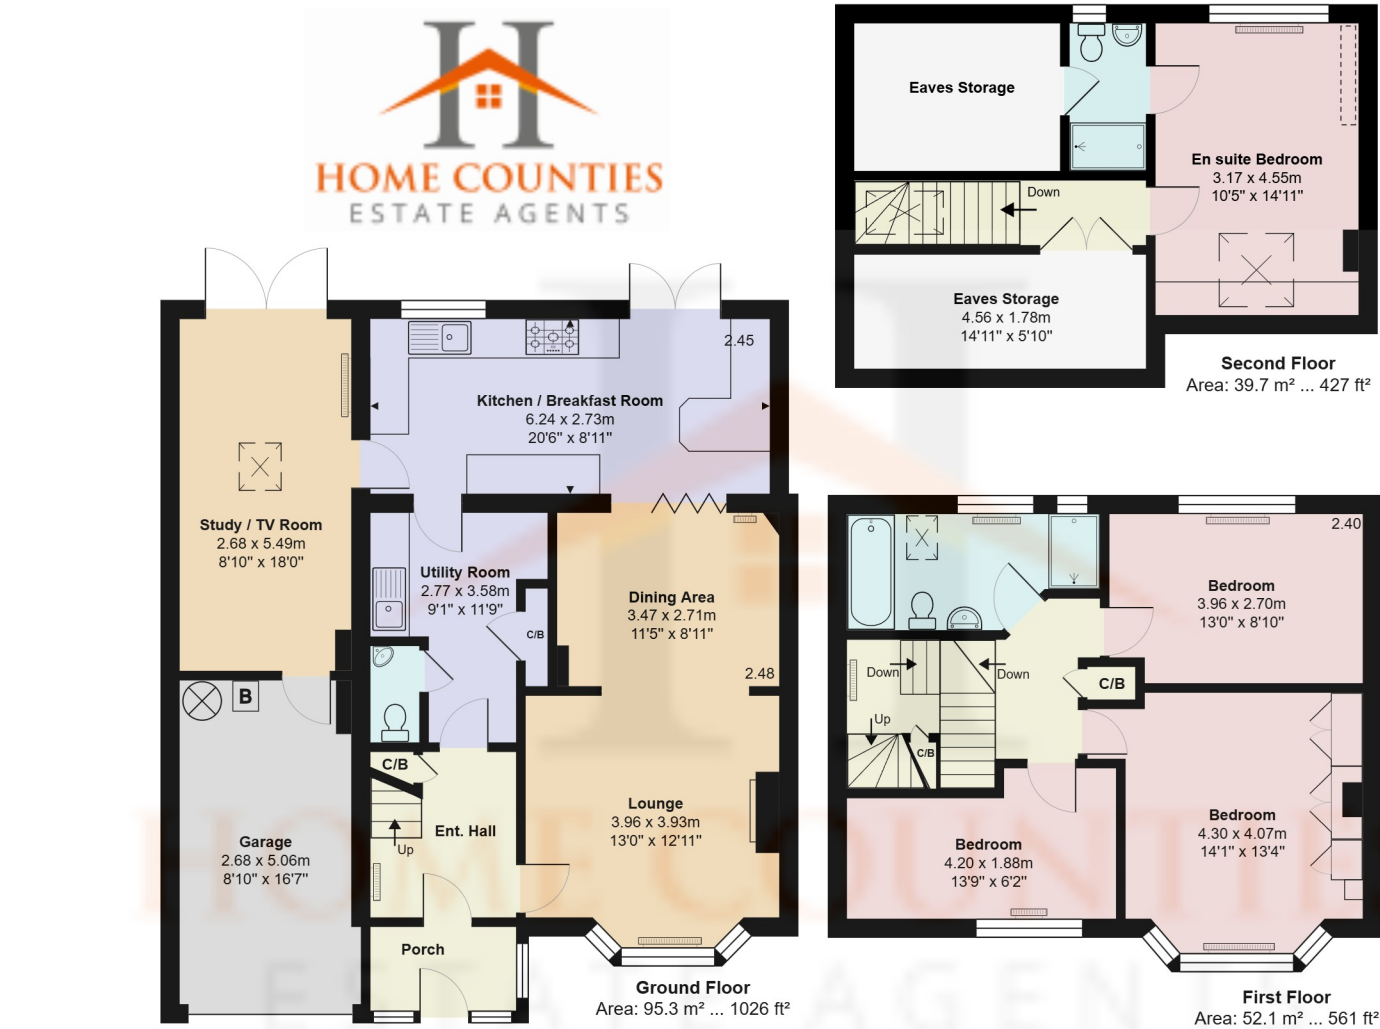 HOME COUNTIES
ESTATE AGENTS
Eaves Storage
En suite Bedroom
3.17 x 4.55m
10'5" x 14'11"
Down
Eaves Storage
4.56 x 1.78m
14'11" x 5'10"
Second Floor
Area: 39.7 m² ... 427 ft²
2.45
Kitchen / Breakfast Room
6.24 x 2.73m
20'6" x 8'11"
Study / TV Room
2.68 x 5.49m
8'10" x 18'0"
Utility Room
2.77 x 3.58m
9'1" x 11'9"
C/B
Dining Area
3.47 x 2.71m
11'5" x 8'11"
2.48
B
C/B
Up
Ent. Hall
Lounge
3.96 x 3.93m
13'0" x 12'11"
Garage
2.68 x 5.06m
8'10" x 16'7"
Porch
Ground Floor
Area: 95.3 m² ... 1026 ft²
2.40
Bedroom
3.96 x 2.70m
13'0" x 8'10"
Down
Down
C/B
Up
C/B
Bedroom
4.30 x 4.07m
14'1" x 13'4"
Bedroom
4.20 x 1.88m
13'9" x 6'2"
First Floor
Area: 52.1 m² ... 561 ft²
HOME COUNTIE
ESTATE AGENTS